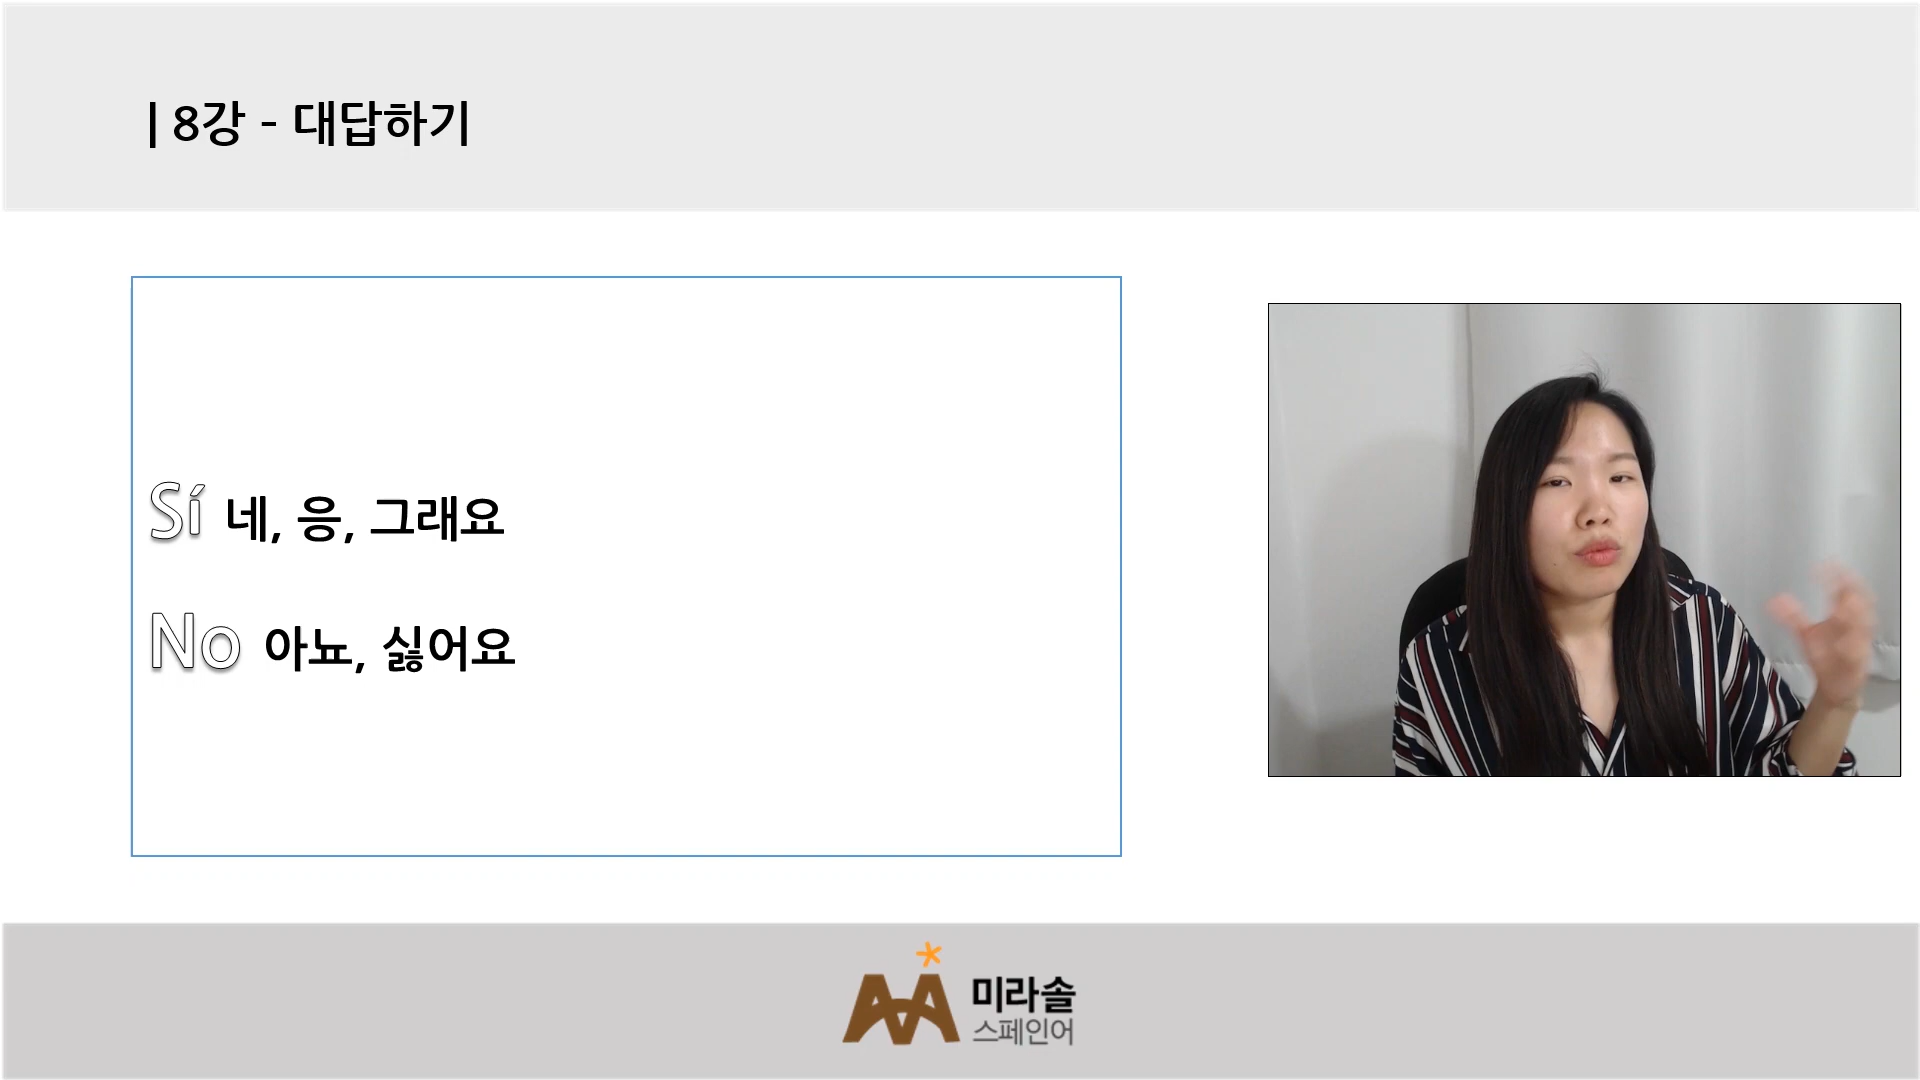 | 8강 - 대답하기
Sí 네, 응, 그래요
No 아뇨, 싫어요
미라솔
스페인어